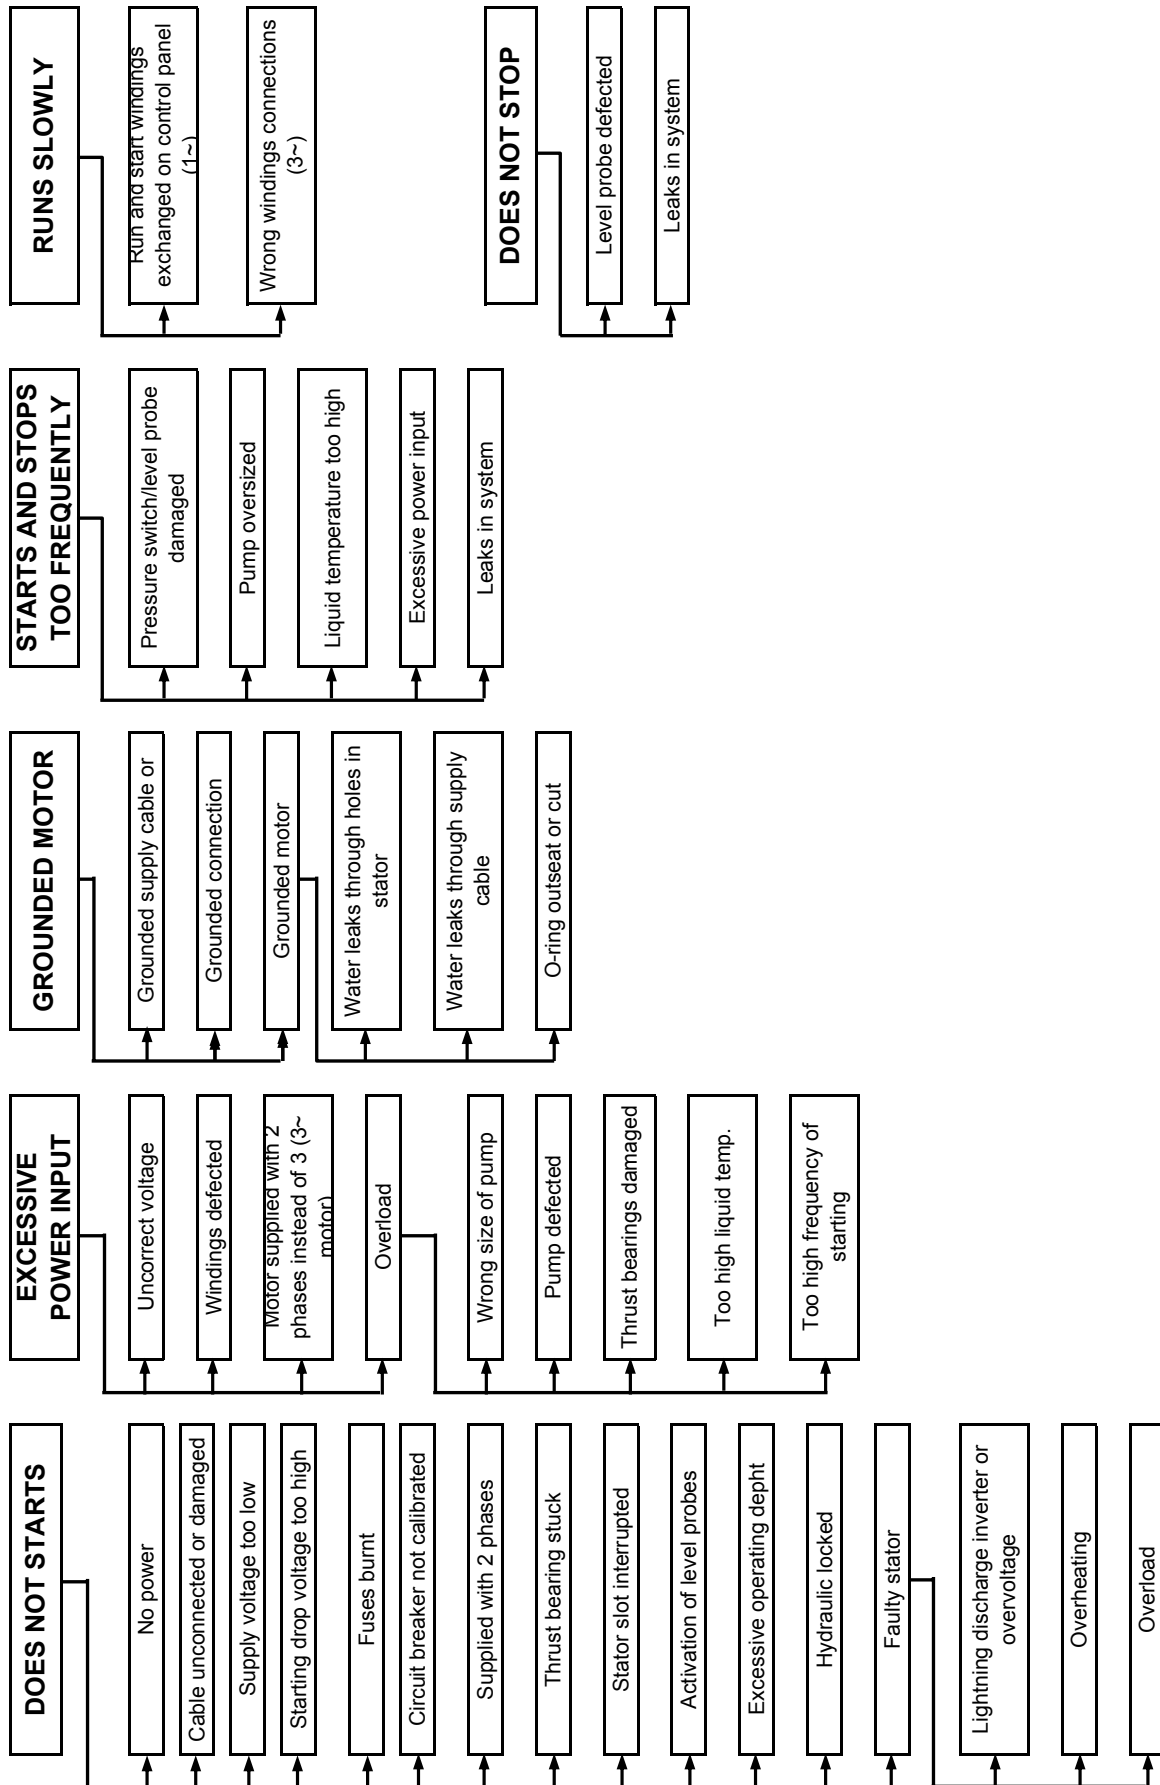 DOES NOT STARTS
No power
Cable unconnected or damaged
Supply voltage too low
Starting drop voltage too high
Fuses burnt
Circuit breaker not calibrated
Supplied with 2 phases
Thrust bearing stuck
Stator slot interrupted
Activation of level probes
Excessive operating depht
Hydraulic locked
Faulty stator
Lightning discharge inverter or
overvoltage
Overheating
Overload
EXCESSIVE
POWER INPUT
Uncorrect voltage
Windings defected
Motor supplied with 2
phases instead of 3 (3~
motor)
Overload
Wrong size of pump
Pump defected
Thrust bearings damaged
Too high liquid temp.
Too high frequency of
starting
GROUNDED MOTOR
Grounded supply cable or
Grounded connection
Grounded motor
Water leaks through holes in
stator
Water leaks through supply
cable
O-ring outseat or cut
STARTS AND STOPS
TOO FREQUENTLY
Pressure switch/level probe
damaged
Pump oversized
Liquid temperature too high
Excessive power input
Leaks in system
RUNS SLOWLY
Run and start windings
exchanged on control panel
(1~)
Wrong windings connections
(3~)
DOES NOT STOP
Level probe defected
Leaks in system